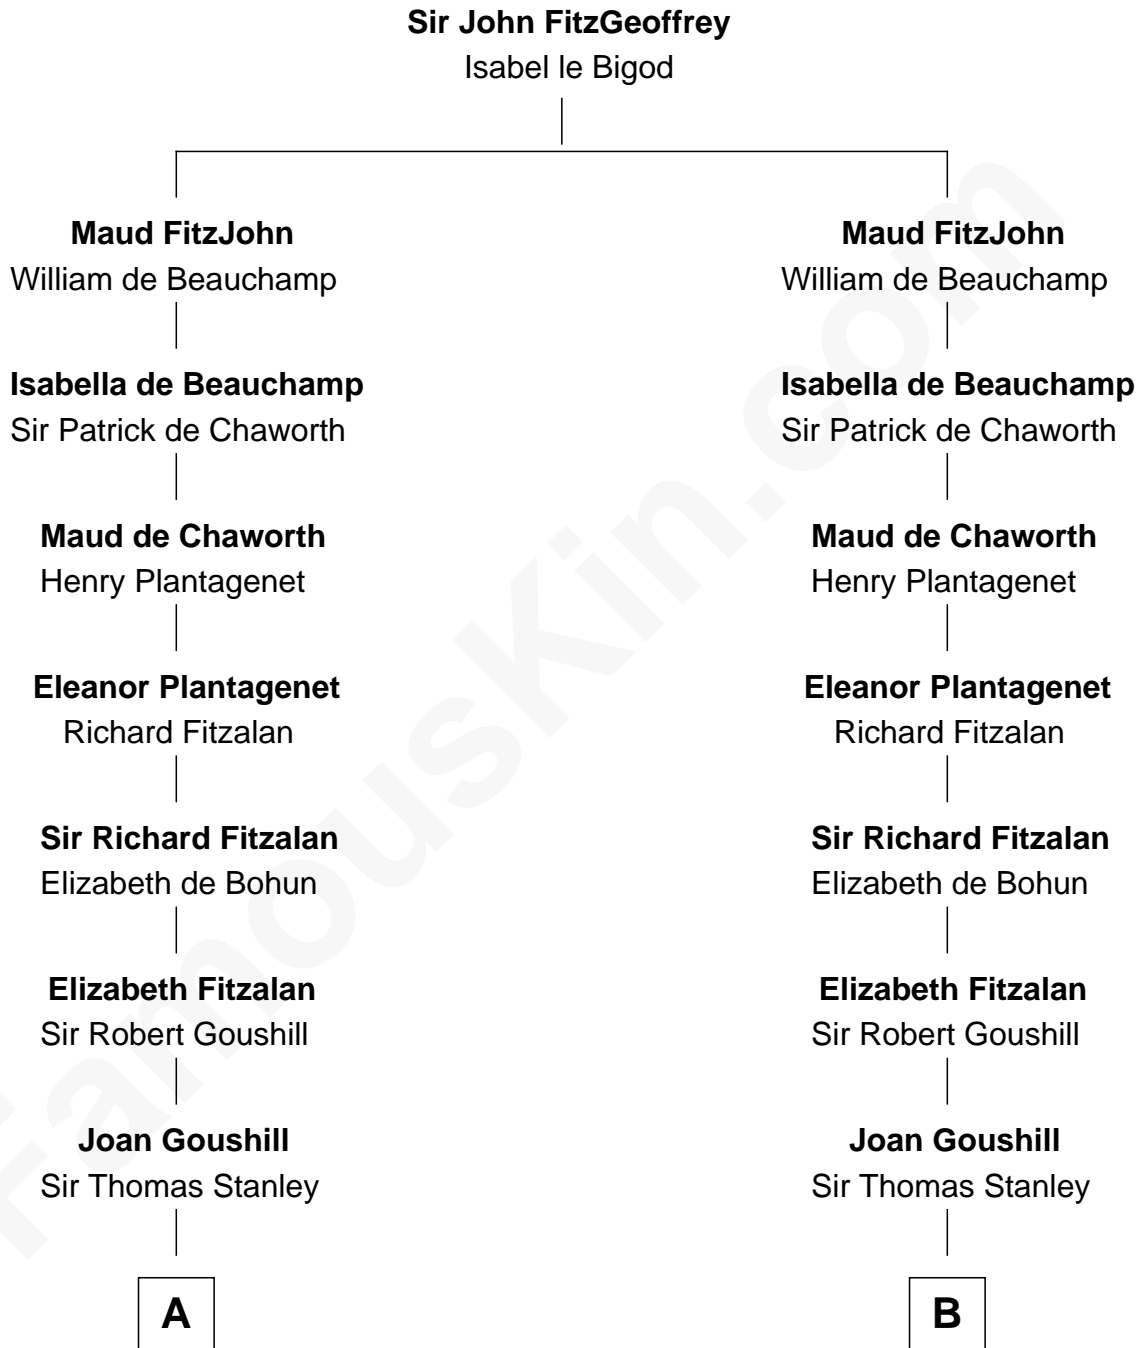 Sir John FitzGeoffrey
Isabel le Bigod
Maud FitzJohn
William de Beauchamp
Isabella de Beauchamp
Sir Patrick de Chaworth
Maud de Chaworth
Henry Plantagenet
Eleanor Plantagenet
Richard Fitzalan
Sir Richard Fitzalan
Elizabeth de Bohun
Elizabeth Fitzalan
Sir Robert Goushill
Joan Goushill
Sir Thomas Stanley
A
Maud FitzJohn
William de Beauchamp
Isabella de Beauchamp
Sir Patrick de Chaworth
Maud de Chaworth
Henry Plantagenet
Eleanor Plantagenet
Richard Fitzalan
Sir Richard Fitzalan
Elizabeth de Bohun
Elizabeth Fitzalan
Sir Robert Goushill
Joan Goushill
Sir Thomas Stanley
B
FamousKin.com